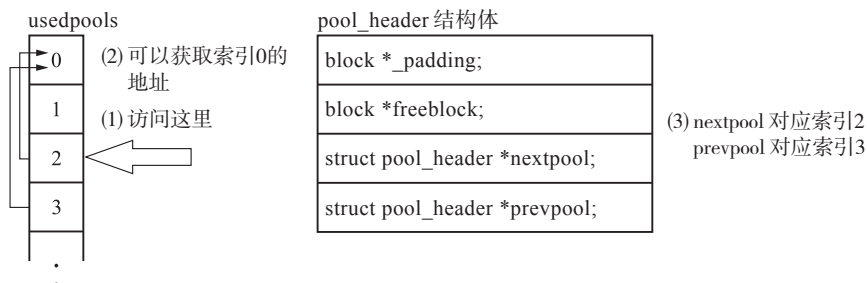 usedpools
0
1
2
3
(2) 可以获取索引0的
地址
(1) 访问这里
pool_header 结构体
block *_padding;
block *freeblock;
struct pool_header *nextpool;
struct pool_header *prevpool;
(3) nextpool 对应索引2
prevpool 对应索引3